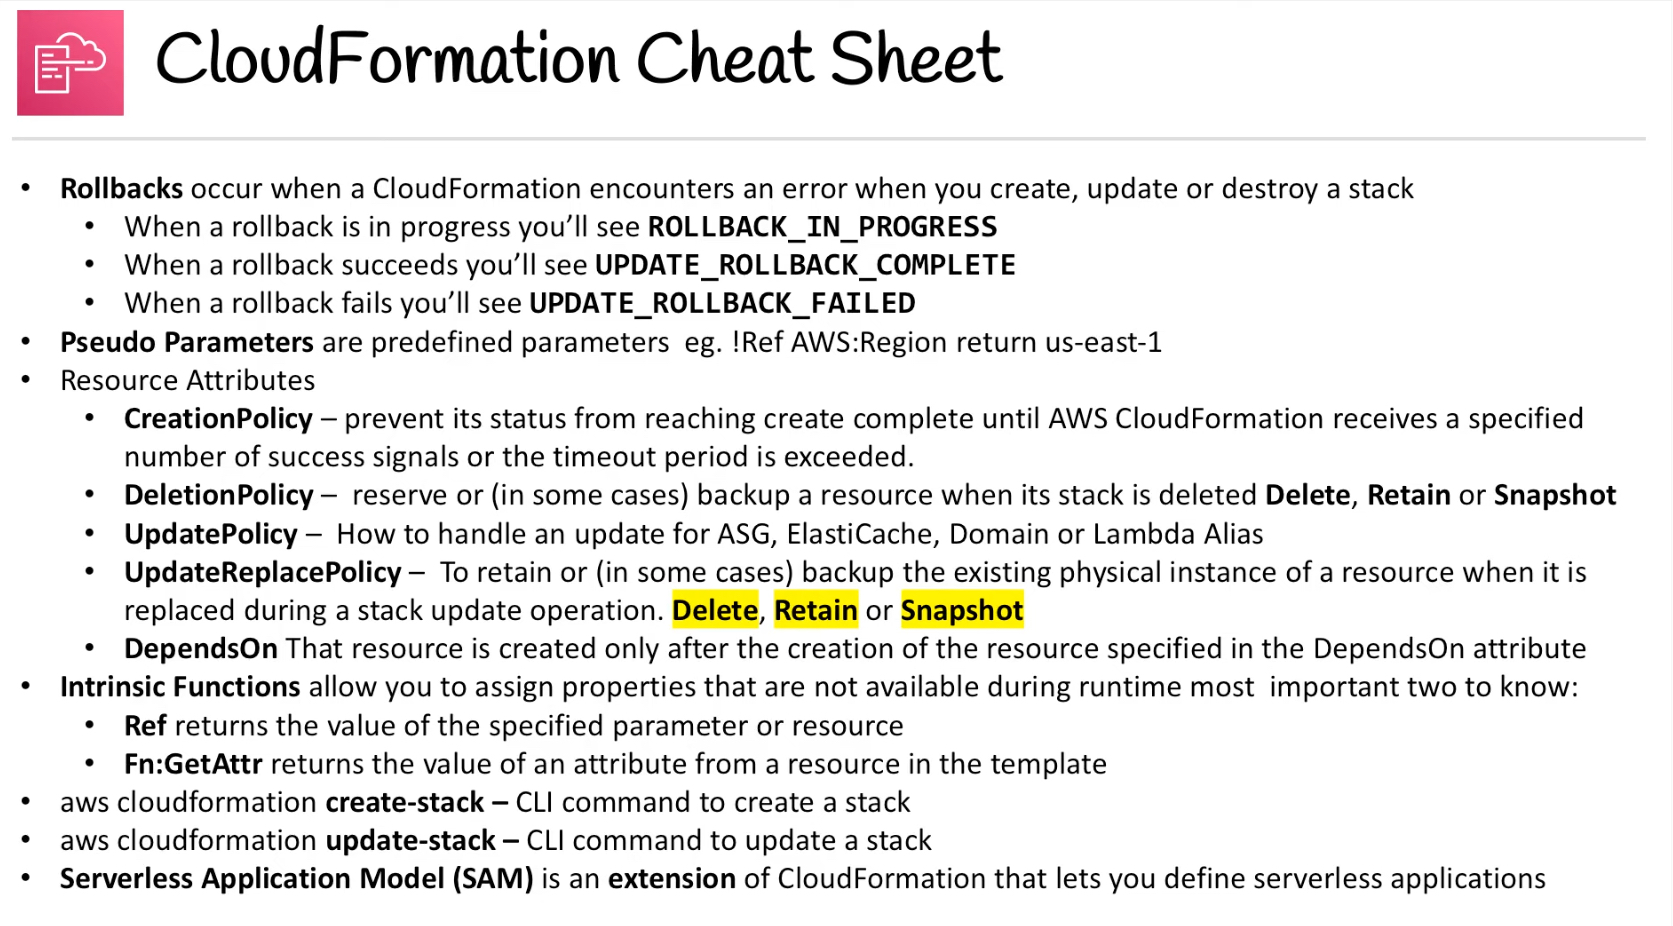 CloudFormation Cheat Sheet
• Rollbacks occur when a CloudFormation encounters an error when you create, update or destroy a stack
• When a rollback is in progress you’ll see ROLLBACK_IN_PROGRESS
• When a rollback succeeds you’ll see UPDATE_ROLLBACK_COMPLETE
• When a rollback fails you’ll see UPDATE_ROLLBACK_FAILED
• Pseudo Parameters are predefined parameters eg. !Ref AWS:Region return us-east-1
• Resource Attributes
• CreationPolicy – prevent its status from reaching create complete until AWS CloudFormation receives a specified
number of success signals or the timeout period is exceeded.
• DeletionPolicy – reserve or (in some cases) backup a resource when its stack is deleted Delete, Retain or Snapshot
• UpdatePolicy – How to handle an update for ASG, ElastiCache, Domain or Lambda Alias
• UpdateReplacePolicy – To retain or (in some cases) backup the existing physical instance of a resource when it is
replaced during a stack update operation. Delete, Retain or Snapshot
• DependsOn That resource is created only after the creation of the resource specified in the DependsOn attribute
• Intrinsic Functions allow you to assign properties that are not available during runtime most important two to know:
• Ref returns the value of the specified parameter or resource
• Fn:GetAttr returns the value of an attribute from a resource in the template
• aws cloudformation create-stack – CLI command to create a stack
• aws cloudformation update-stack – CLI command to update a stack
• Serverless Application Model (SAM) is an extension of CloudFormation that lets you define serverless applications